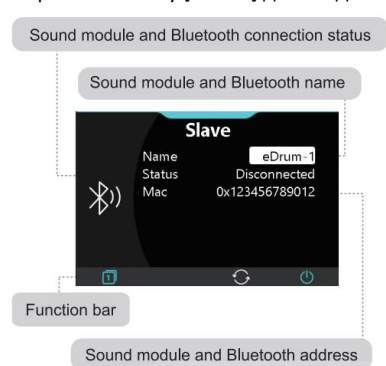 Sound module and Bluetooth connection status
Sound module and Bluetooth name
Slave
Name eDrum-1
Status Disconnected
Mac 0x123456789012
1
Function bar
Sound module and Bluetooth address